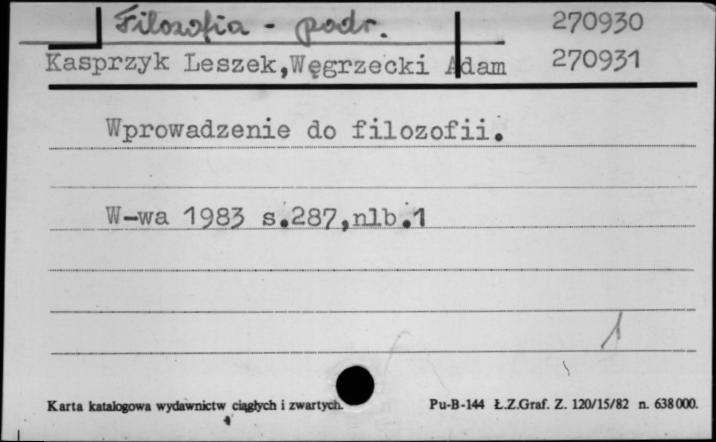 Filozofia - podr. 270930
Kasprzyk Leszek,Węgrzecki Adam 270931
Wprowadzenie do filozofii.
W-wa 1983 s.287,nlb.1
1
Karta katalogowa wydawnictw ciągłych i zwartych. Pu-B-144 Ł.Z.Graf. Z. 120/15/82 n. 638000.